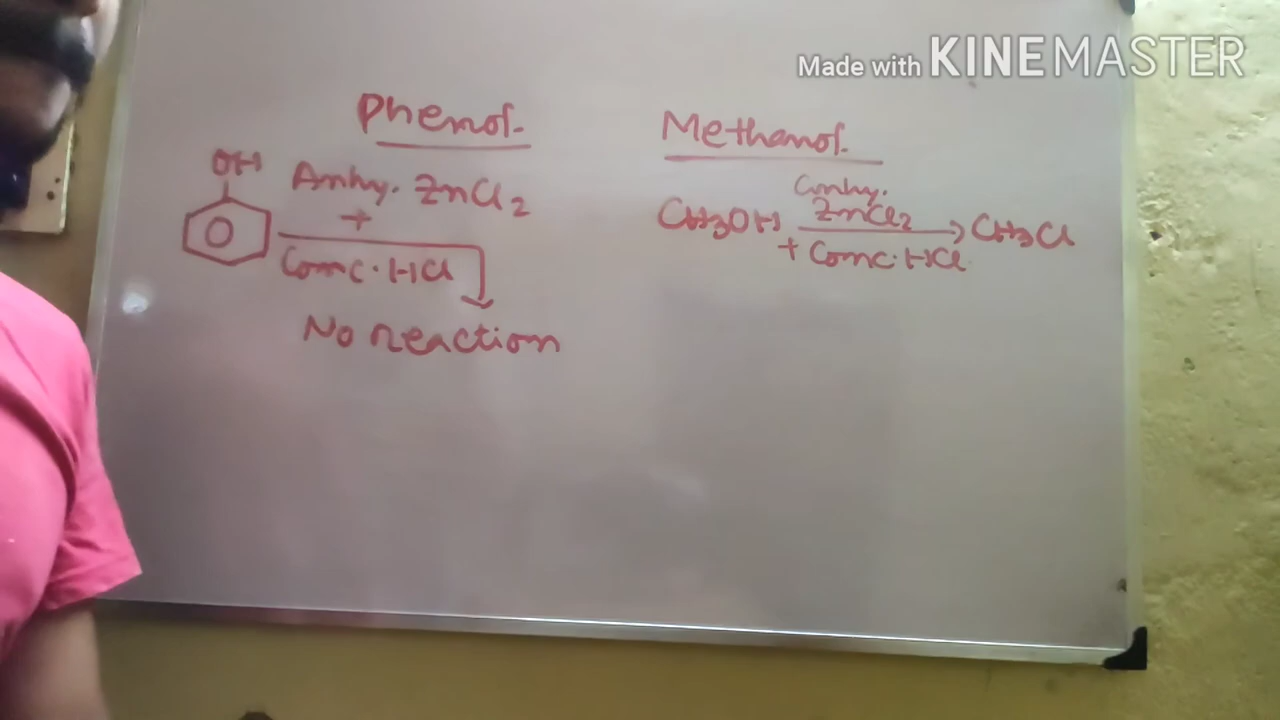 Made with KINEMASTER
Phenol.
OH
Anhy. ZnCl2
+
Conc. HCl
No reaction
Methanol.
anhy.
CH3OH ZnCl2 → CH3Cl
+ Conc. HCl